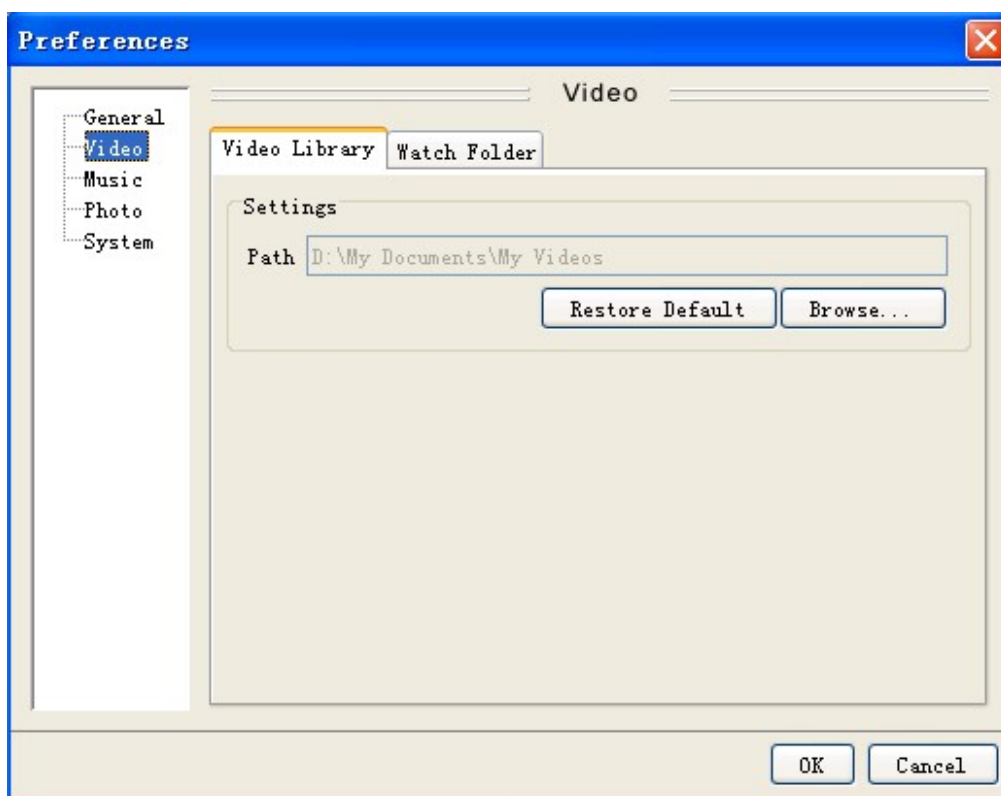 Preferences
General
Video
Music
Photo
System
Video
Video Library
Watch Folder
Settings
Path D:\My Documents\My Videos
Restore Default
Browse...
OK
Cancel